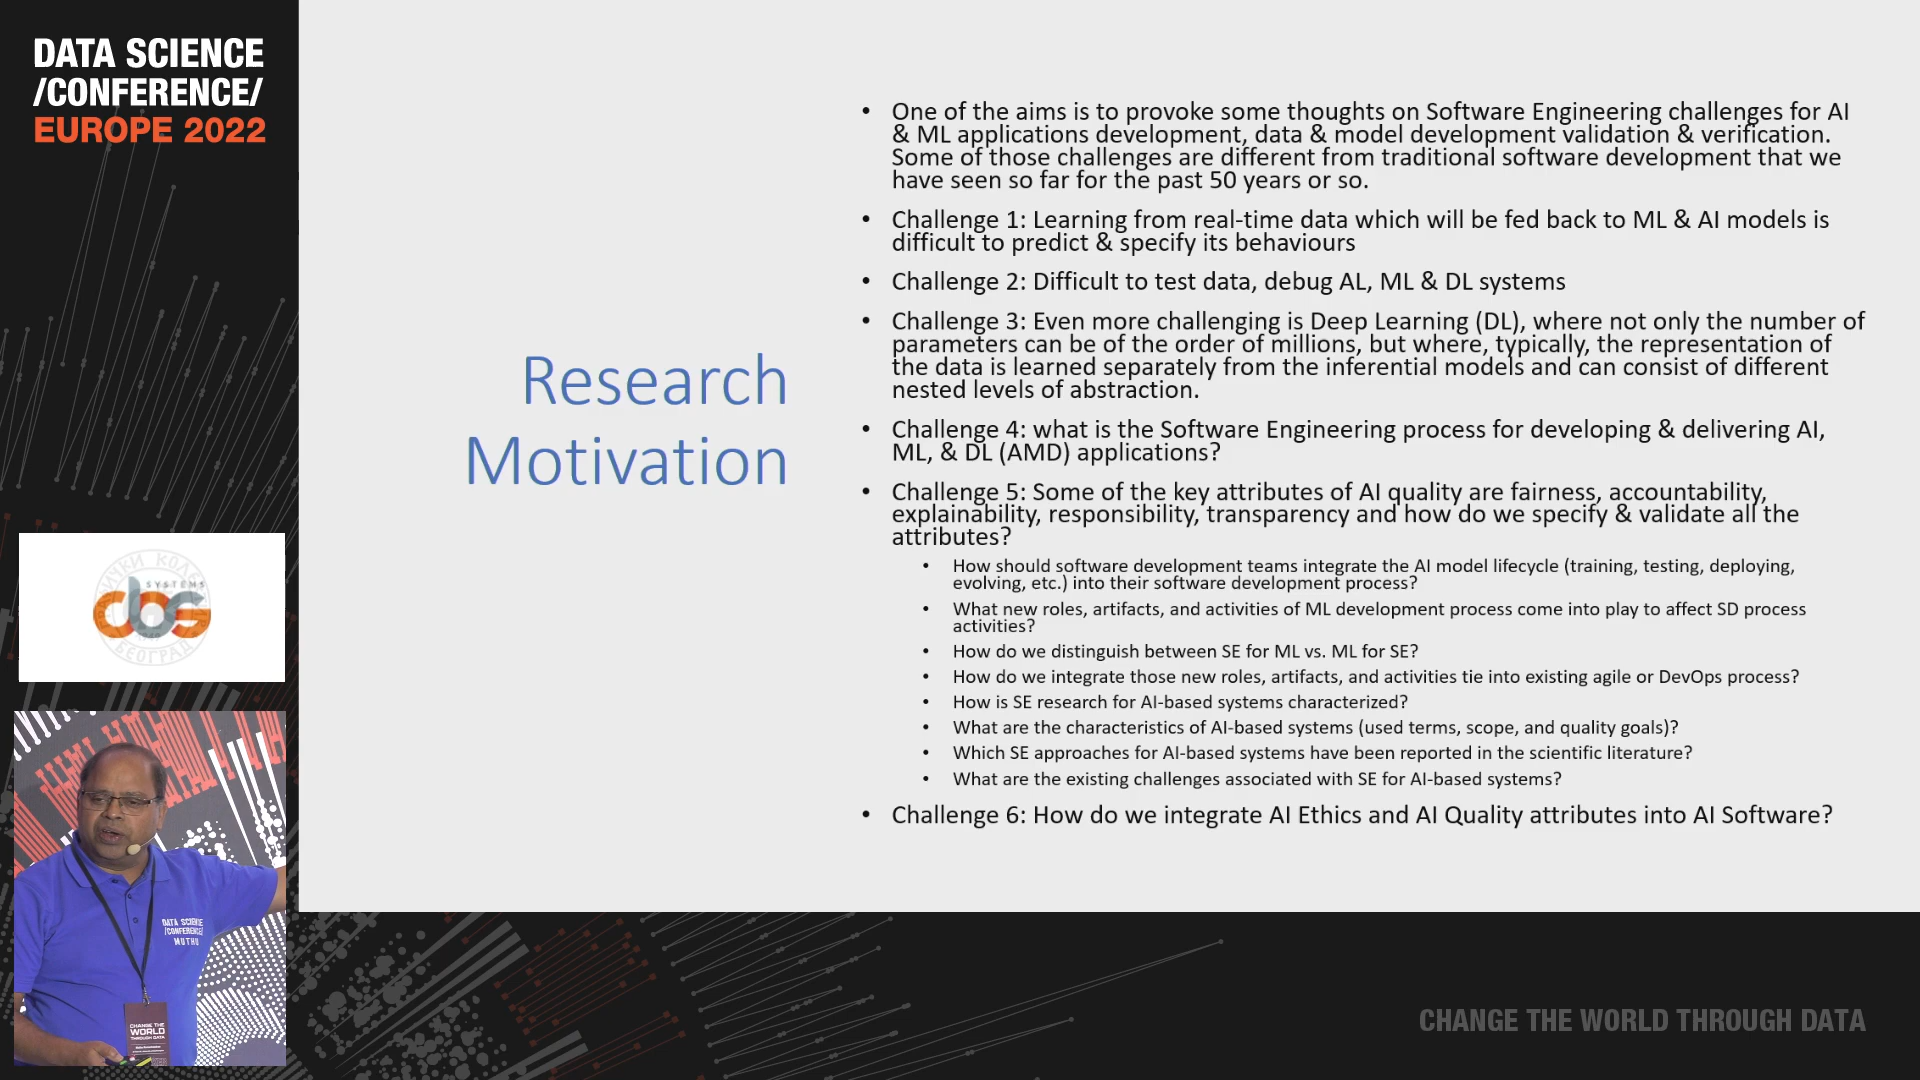 DATA SCIENCE
/CONFERENCE/
EUROPE 2022
Research
Motivation
• One of the aims is to provoke some thoughts on Software Engineering challenges for AI
& ML applications development, data & model development validation & verification.
Some of those challenges are different from traditional software development that we
have seen so far for the past 50 years or so.
• Challenge 1: Learning from real-time data which will be fed back to ML & AI models is
difficult to predict & specify its behaviours
• Challenge 2: Difficult to test data, debug AL, ML & DL systems
• Challenge 3: Even more challenging is Deep Learning (DL), where not only the number of
parameters can be of the order of millions, but where, typically, the representation of
the data is learned separately from the inferential models and can consist of different
nested levels of abstraction.
• Challenge 4: what is the Software Engineering process for developing & delivering AI,
ML, & DL (AMD) applications?
• Challenge 5: Some of the key attributes of AI quality are fairness, accountability,
explainability, responsibility, transparency and how do we specify & validate all the
attributes?
• How should software development teams integrate the AI model lifecycle (training, testing, deploying,
evolving, etc.) into their software development process?
• What new roles, artifacts, and activities of ML development process come into play to affect SD process
activities?
• How do we distinguish between SE for ML vs. ML for SE?
• How do we integrate those new roles, artifacts, and activities tie into existing agile or DevOps process?
• How is SE research for AI-based systems characterized?
• What are the characteristics of AI-based systems (used terms, scope, and quality goals)?
• Which SE approaches for AI-based systems have been reported in the scientific literature?
• What are the existing challenges associated with SE for AI-based systems?
• Challenge 6: How do we integrate AI Ethics and AI Quality attributes into AI Software?
SYSTEMS
БЕОГРАД
DATA SCIENCE
/CONFERENCE/
MUTHU
CHANGE THE
WORLD
THROUGH DATA
CHANGE THE WORLD THROUGH DATA